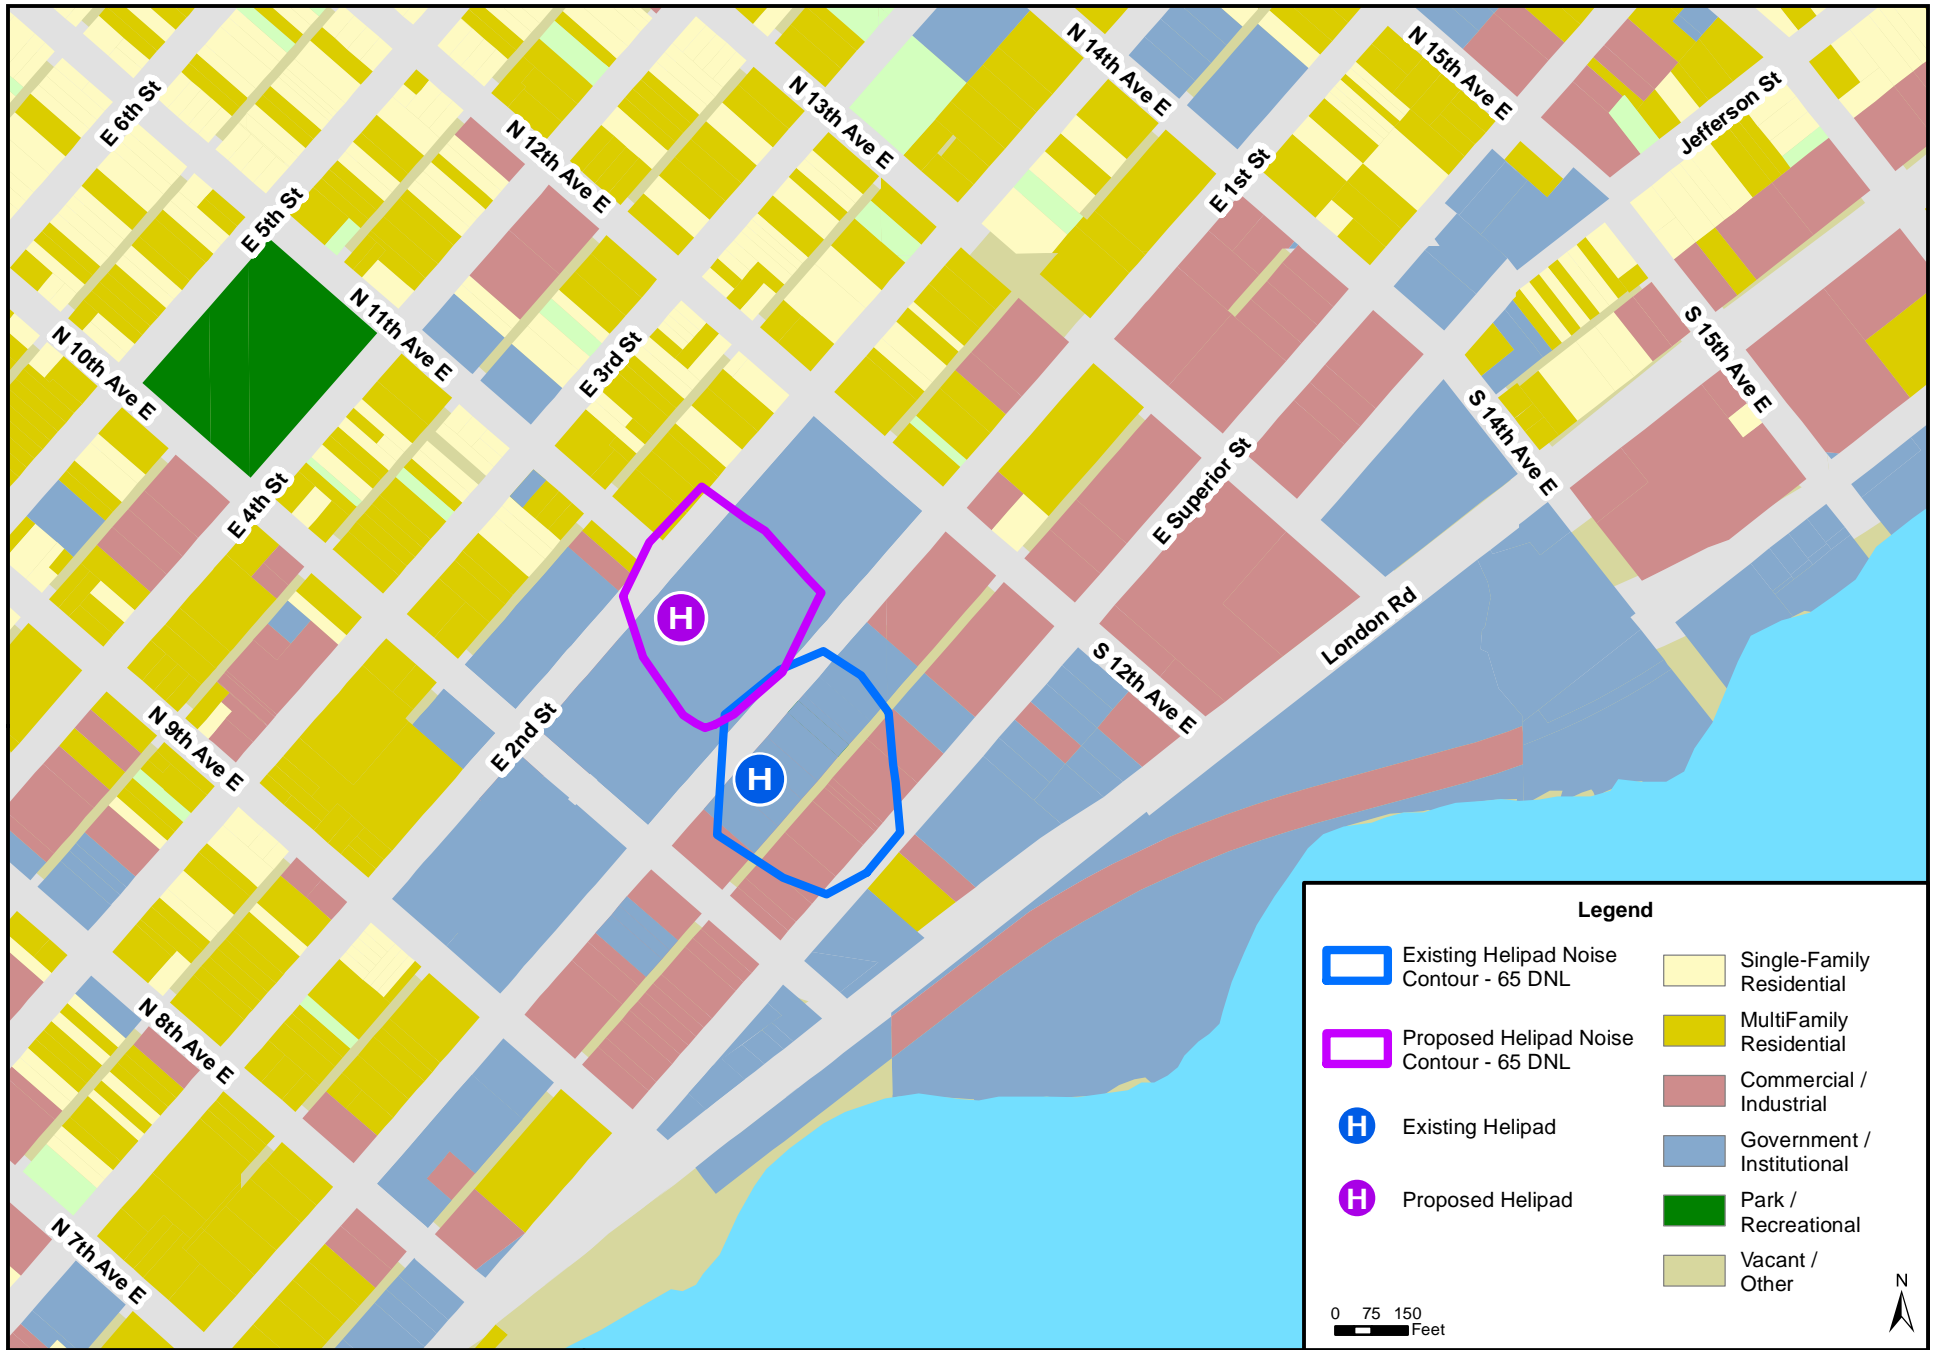 N 14th Ave E
N 15th Ave E
E 6th St
N 13th Ave E
Jefferson St
N 12th Ave E
E 1st St
E 5th St
N 11th Ave E
N 10th Ave E
E 3rd St
S 15th Ave E
S 14th Ave E
E 4th St
E Superior St
H
London Rd
S 12th Ave E
N 9th Ave E
E 2nd St
H
N 8th Ave E
N 7th Ave E
Legend
Existing Helipad Noise
Contour - 65 DNL
Proposed Helipad Noise
Contour - 65 DNL
H
Existing Helipad
H
Proposed Helipad
Single-Family
Residential
MultiFamily
Residential
Commercial /
Industrial
Government /
Institutional
Park /
Recreational
Vacant /
Other
0 75 150
Feet
N